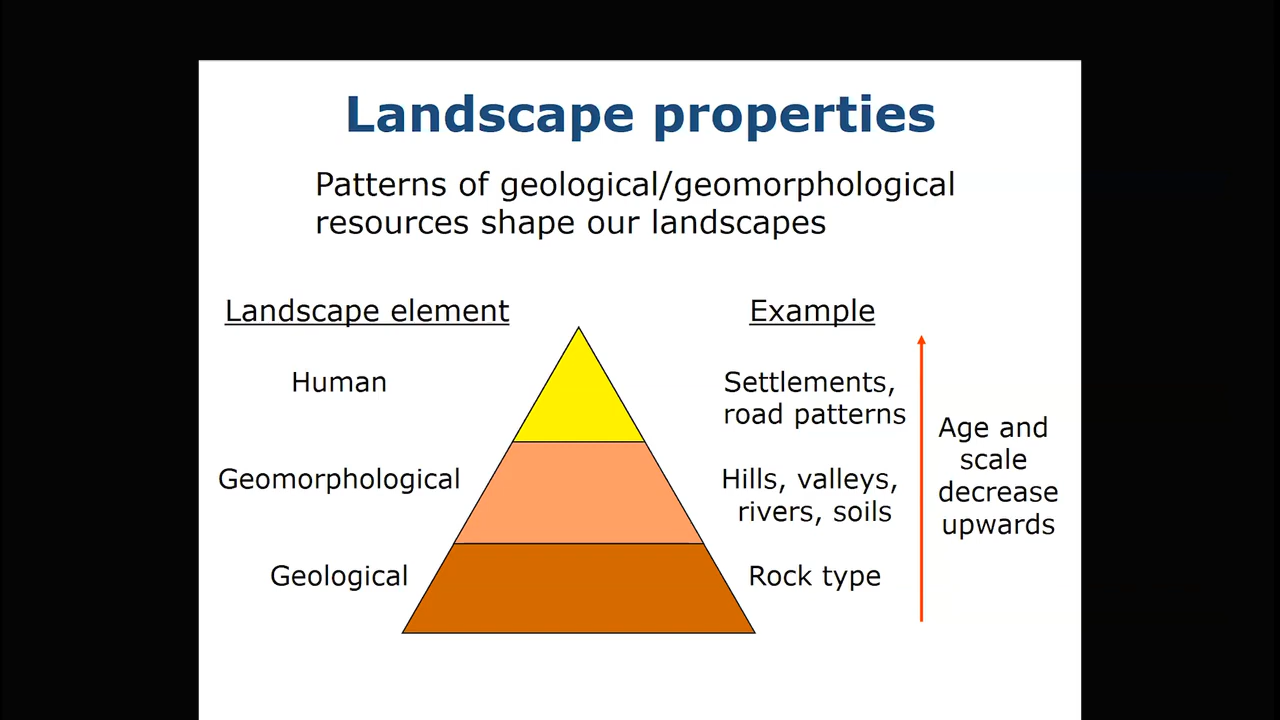 Landscape properties
Patterns of geological/geomorphological
resources shape our landscapes
Landscape element
Example
Human
Settlements,
road patterns
Geomorphological
Hills, valleys,
rivers, soils
Geological
Rock type
Age and
scale
decrease
upwards